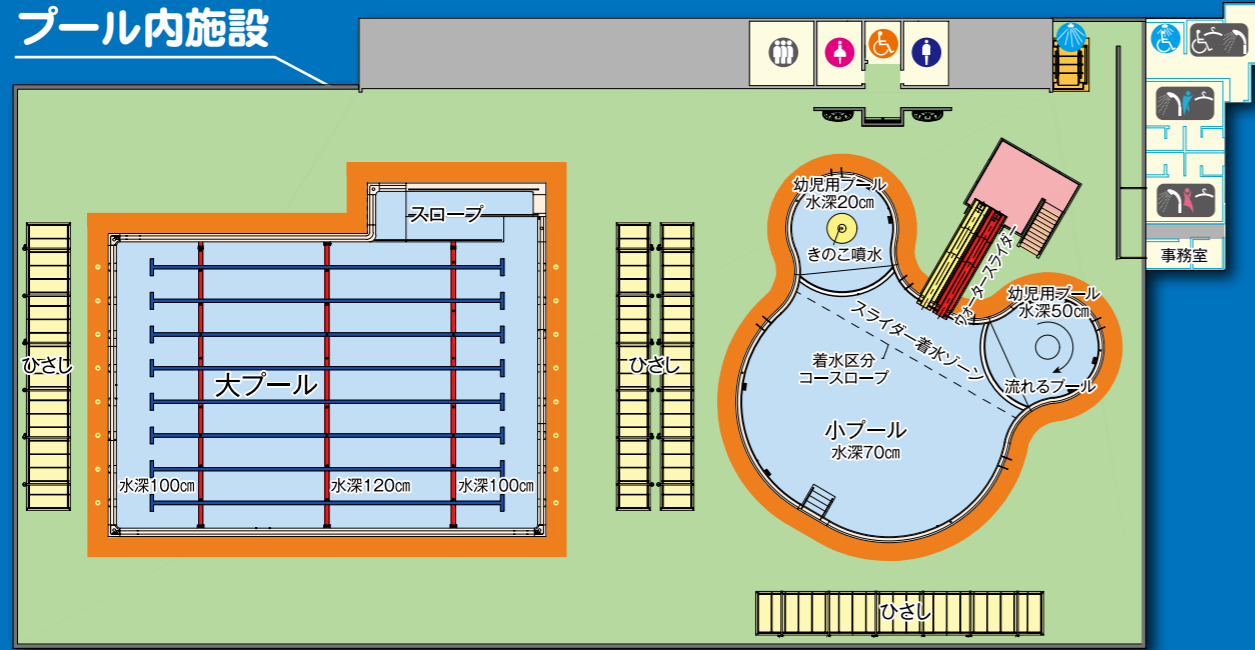 プール内施設
スロープ
大プール
水深100㎝
水深120㎝
水深100㎝
ひさし
ひさし
幼児用プール
水深20㎝
きのこ噴水
ウォータースライダー
幼児用プール
水深50㎝
流れるプール
スライダー着水ゾーン
着水区分
コースロープ
小プール
水深70㎝
ひさし
事務室